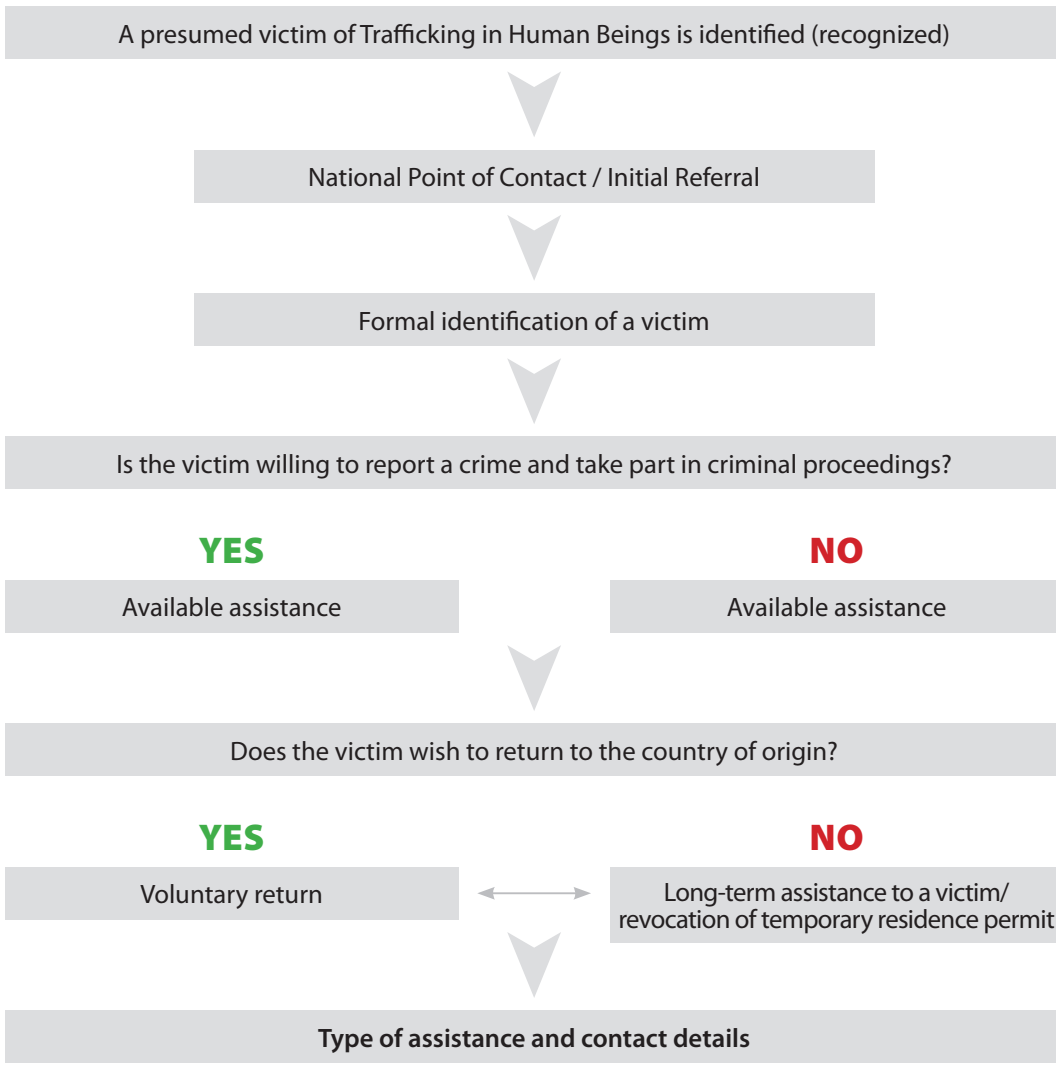 A presumed victim of Trafficking in Human Beings is identified (recognized)
National Point of Contact / Initial Referral
Formal identification of a victim
Is the victim willing to report a crime and take part in criminal proceedings?
YES
NO
Available assistance
Available assistance
Does the victim wish to return to the country of origin?
YES
NO
Voluntary return
Long-term assistance to a victim/
revocation of temporary residence permit
Type of assistance and contact details